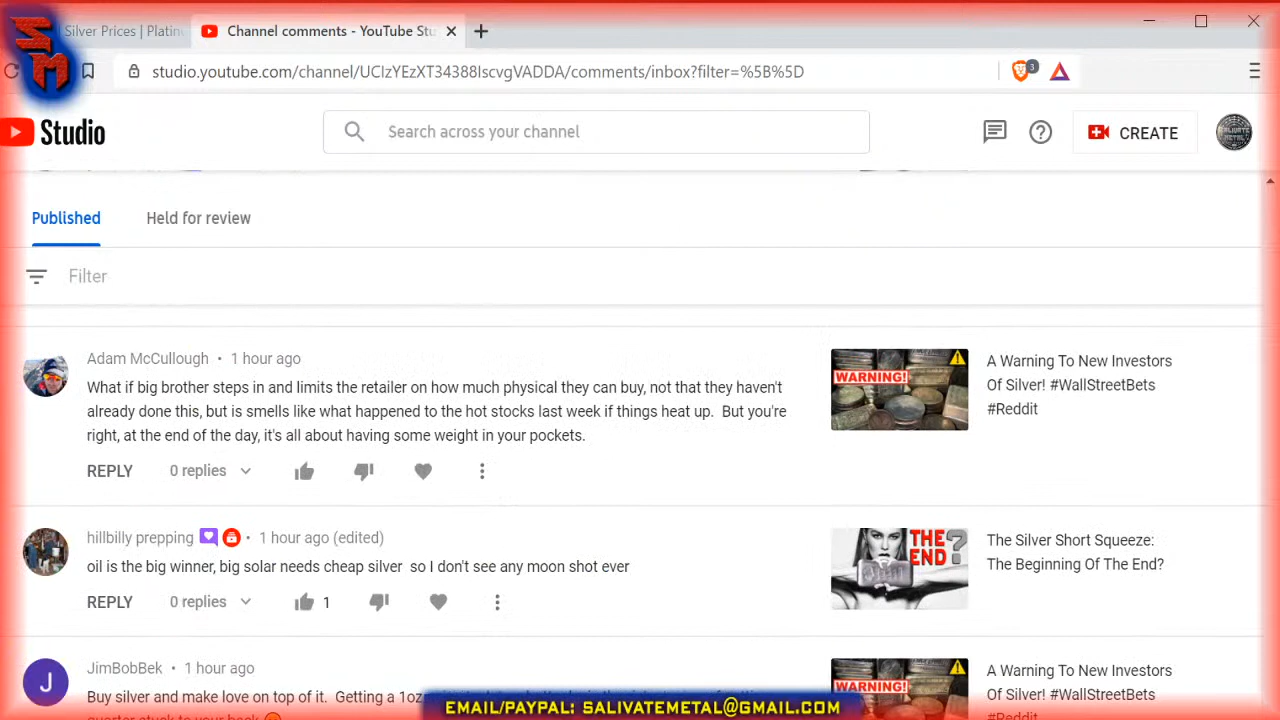 SM
Silver Prices | Platin
Channel comments - YouTube Stu
studio.youtube.com/channel/UCIzYEzXT34388IscvgVADDA/comments/inbox?filter=%5B%5D
3
Studio
Search across your channel
CREATE
Published
Held for review
Filter
Adam McCullough • 1 hour ago
What if big brother steps in and limits the retailer on how much physical they can buy, not that they haven't
already done this, but is smells like what happened to the hot stocks last week if things heat up. But you're
right, at the end of the day, it's all about having some weight in your pockets.
REPLY 0 replies
WARNING!
A Warning To New Investors
Of Silver! #WallStreetBets
#Reddit
hillbilly prepping • 1 hour ago (edited)
oil is the big winner, big solar needs cheap silver so I don't see any moon shot ever
REPLY 0 replies 1
THE
END?
The Silver Short Squeeze:
The Beginning Of The End?
J
JimBobBek • 1 hour ago
Buy silver on top of it. Getting a 1oz
WARNING!
A Warning To New Investors
Of Silver! #WallStreetBets
#Reddit
EMAIL/PAYPAL: SALIVATEMETAL@GMAIL.COM